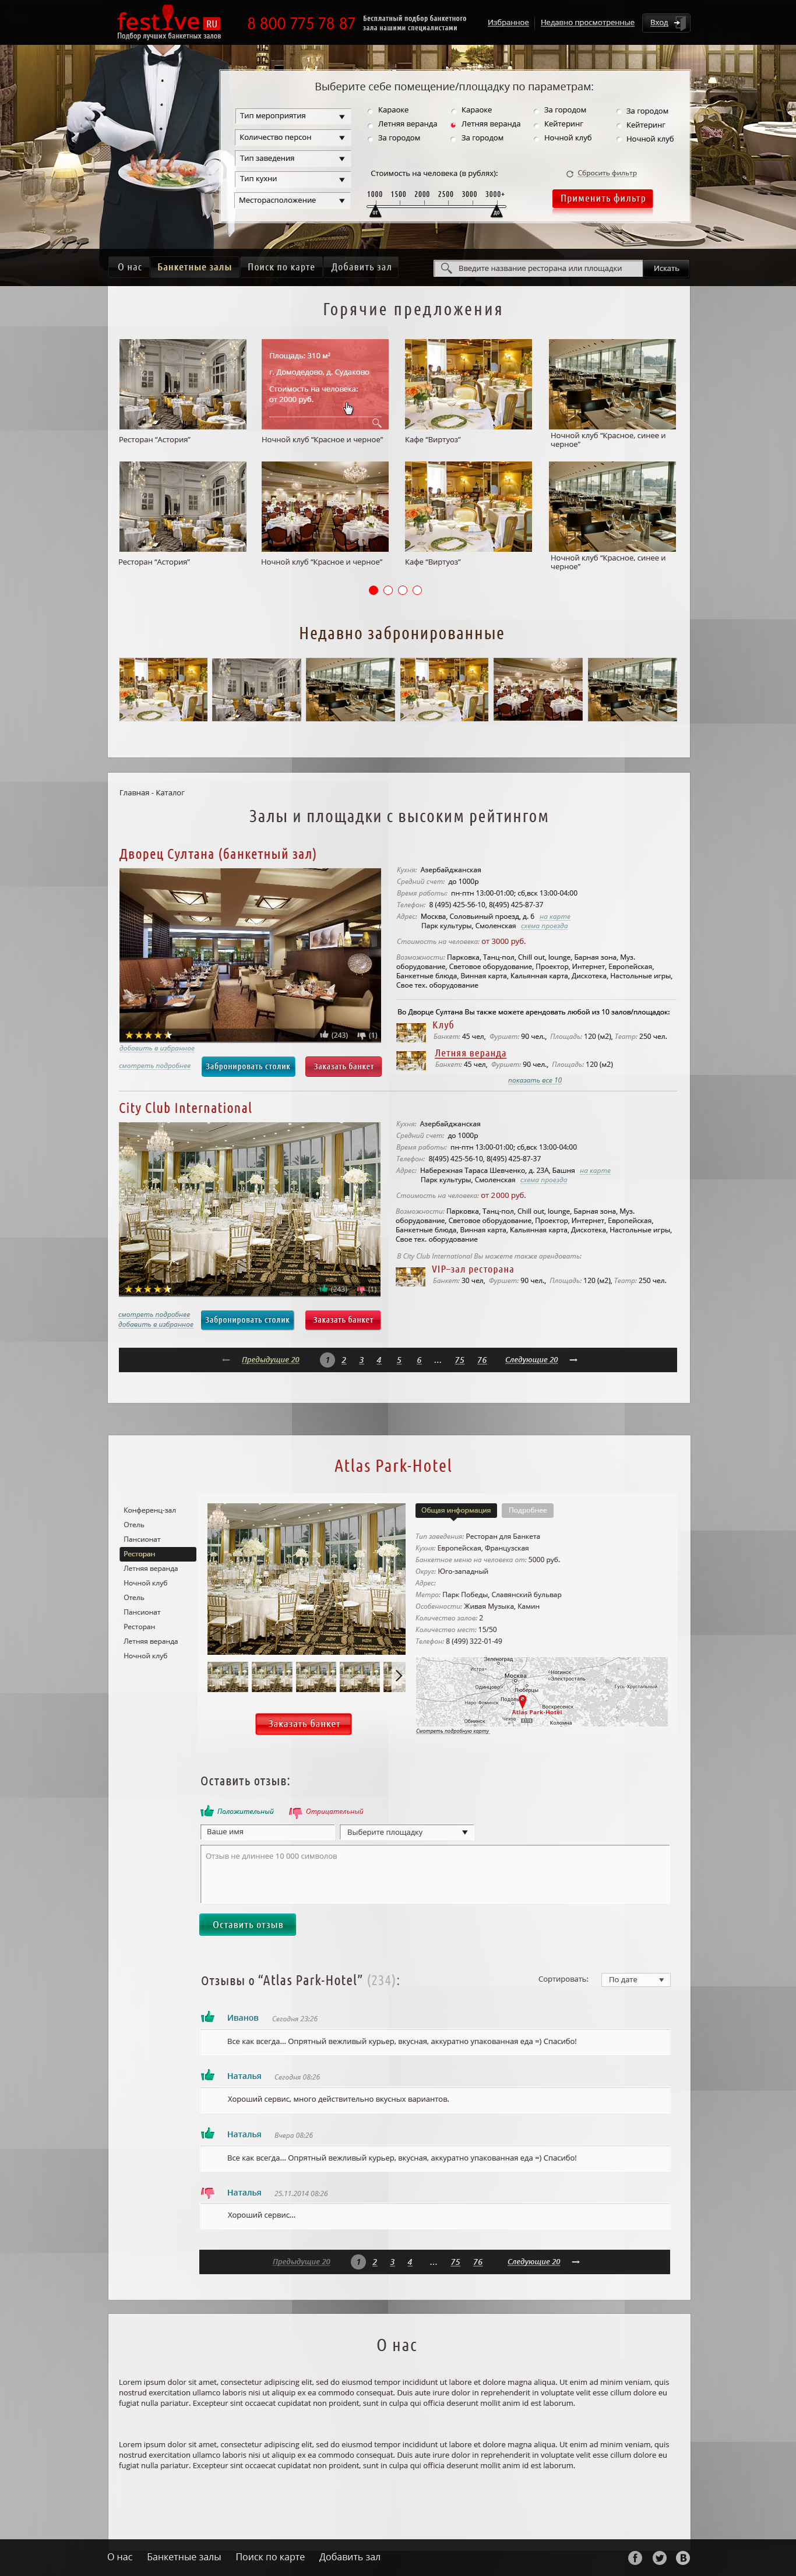 festive RU
Подбор лучших банкетных залов
8 800 775 78 87
Бесплатный подбор банкетного
зала нашими специалистами
Избранное
Недавно просмотренные
Вход
Выберите себе помещение/площадку по параметрам:
Тип мероприятия
Количество персон
Тип заведения
Тип кухни
Месторасположение
Караоке
Летняя веранда
За городом
Караоке
Летняя веранда
За городом
За городом
Кейтеринг
Ночной клуб
За городом
Кейтеринг
Ночной клуб
Стоимость на человека (в рублях):
1000 1500 2000 2500 3000 3000+
от до
Сбросить фильтр
Применить фильтр
О нас
Банкетные залы
Поиск по карте
Добавить зал
Введите название ресторана или площадки
Искать
Горячие предложения
Площадь: 310 м²
г. Домодедово, д. Судаково
Стоимость на человека:
от 2000 руб.
Ресторан "Астория"
Ночной клуб "Красное и черное"
Кафе "Виртуоз"
Ночной клуб "Красное, синее и
черное"
Ресторан "Астория"
Ночной клуб "Красное и черное"
Кафе "Виртуоз"
Ночной клуб "Красное, синее и
черное"
Недавно забронированные
Главная - Каталог
Залы и площадки с высоким рейтингом
Дворец Султана (банкетный зал)
(243) (1)
добавить в избранное
смотреть подробнее
Забронировать столик
Заказать банкет
Кухня: Азербайджанская
Средний счет: до 1000р
Время работы: пн-птн 13:00-01:00; сб,вск 13:00-04:00
Телефон: 8 (495) 425-56-10, 8(495) 425-87-37
Адрес: Москва, Соловьиный проезд, д. 6 на карте
Парк культуры, Смоленская схема проезда
Стоимость на человека: от 3000 руб.
Возможности: Парковка, Танц-пол, Chill out, lounge, Барная зона, Муз.
оборудование, Световое оборудование, Проектор, Интернет, Европейская,
Банкетные блюда, Винная карта, Кальянная карта, Дискотека, Настольные игры,
Свое тех. оборудование
Во Дворце Султана Вы также можете арендовать любой из 10 залов/площадок:
Клуб
Банкет: 45 чел, Фуршет: 90 чел., Площадь: 120 (м2), Театр: 250 чел.
Летняя веранда
Банкет: 45 чел, Фуршет: 90 чел., Площадь: 120 (м2)
показать все 10
City Club International
(243) (1)
смотреть подробнее
добавить в избранное
Забронировать столик
Заказать банкет
Кухня: Азербайджанская
Средний счет: до 1000р
Время работы: пн-птн 13:00-01:00; сб,вск 13:00-04:00
Телефон: 8(495) 425-56-10, 8(495) 425-87-37
Адрес: Набережная Тараса Шевченко, д. 23А, Башня на карте
Парк культуры, Смоленская схема проезда
Стоимость на человека: от 2000 руб.
Возможности: Парковка, Танц-пол, Chill out, lounge, Барная зона, Муз.
оборудование, Световое оборудование, Проектор, Интернет, Европейская,
Банкетные блюда, Винная карта, Кальянная карта, Дискотека, Настольные игры,
Свое тех. оборудование
В City Club International Вы можете также арендовать:
VIP-зал ресторана
Банкет: 30 чел, Фуршет: 90 чел., Площадь: 120 (м2), Театр: 250 чел.
Предыдущие 20 1 2 3 4 5 6 ... 75 76 Следующие 20
Atlas Park-Hotel
Конференц-зал
Отель
Пансионат
Ресторан
Летняя веранда
Ночной клуб
Отель
Пансионат
Ресторан
Летняя веранда
Ночной клуб
Заказать банкет
Общая информация
Подробнее
Тип заведения: Ресторан для Банкета
Кухня: Европейская, Французская
Банкетное меню на человека от: 5000 руб.
Округ: Юго-западный
Адрес:
Метро: Парк Победы, Славянский бульвар
Особенности: Живая Музыка, Камин
Количество залов: 2
Количество мест: 15/50
Телефон: 8 (499) 322-01-49
Зеленоград
Истра
Москва
Ногинск
Одинцово
Электросталь
Люберцы
Гусь-Хрустальный
Наро-Фоминск
Подольск
Воскресенск
Atlas Park-Hotel
Обнинск
Чехов
Коломна
Смотреть подробную карту
Оставить отзыв:
Положительный
Отрицательный
Ваше имя
Выберите площадку
Отзыв не длиннее 10 000 символов
Оставить отзыв
Отзывы о "Atlas Park-Hotel" (234):
Сортировать:
По дате
Иванов Сегодня 23:26
Все как всегда... Опрятный вежливый курьер, вкусная, аккуратно упакованная еда =) Спасибо!
Наталья Сегодня 08:26
Хороший сервис, много действительно вкусных вариантов.
Наталья Вчера 08:26
Все как всегда... Опрятный вежливый курьер, вкусная, аккуратно упакованная еда =) Спасибо!
Наталья 25.11.2014 08:26
Хороший сервис...
Предыдущие 20 1 2 3 4 ... 75 76 Следующие 20
О нас
Lorem ipsum dolor sit amet, consectetur adipiscing elit, sed do eiusmod tempor incididunt ut labore et dolore magna aliqua. Ut enim ad minim veniam, quis
nostrud exercitation ullamco laboris nisi ut aliquip ex ea commodo consequat. Duis aute irure dolor in reprehenderit in voluptate velit esse cillum dolore eu
fugiat nulla pariatur. Excepteur sint occaecat cupidatat non proident, sunt in culpa qui officia deserunt mollit anim id est laborum.
Lorem ipsum dolor sit amet, consectetur adipiscing elit, sed do eiusmod tempor incididunt ut labore et dolore magna aliqua. Ut enim ad minim veniam, quis
nostrud exercitation ullamco laboris nisi ut aliquip ex ea commodo consequat. Duis aute irure dolor in reprehenderit in voluptate velit esse cillum dolore eu
fugiat nulla pariatur. Excepteur sint occaecat cupidatat non proident, sunt in culpa qui officia deserunt mollit anim id est laborum.
О нас
Банкетные залы
Поиск по карте
Добавить зал